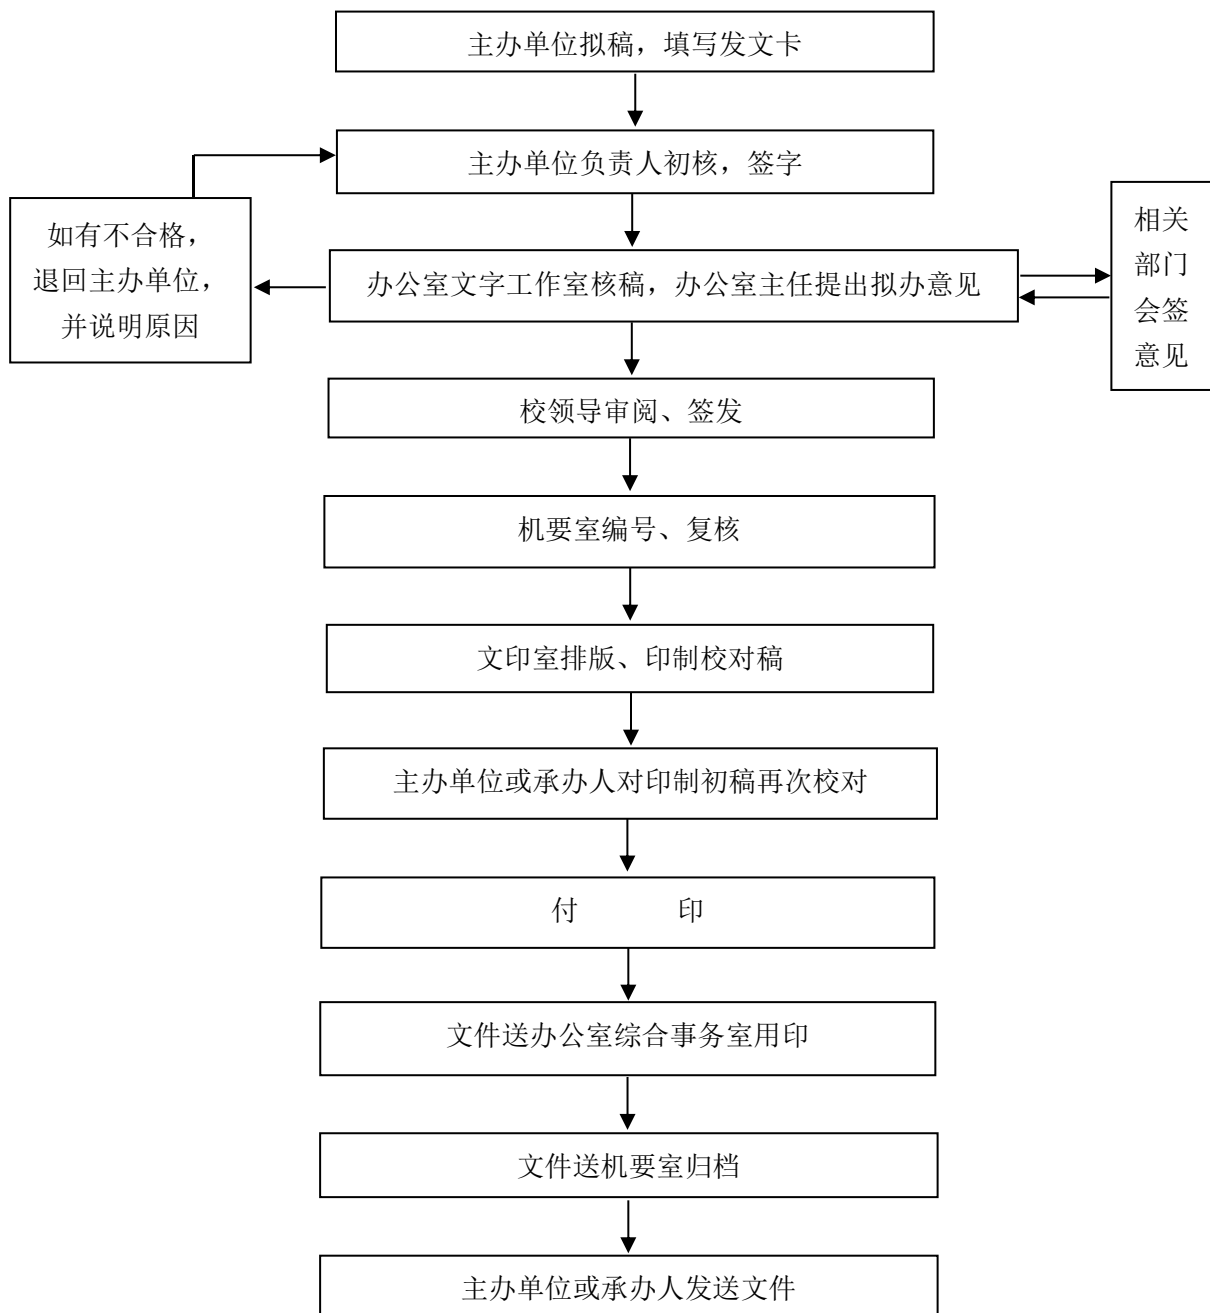 主办单位拟稿，填写发文卡
主办单位负责人初核，签字
如有不合格，
退回主办单位，
并说明原因
办公室文字工作室核稿，办公室主任提出拟办意见
相关
部门
会签
意见
校领导审阅、签发
机要室编号、复核
文印室排版、印制校对稿
主办单位或承办人对印制初稿再次校对
付 印
文件送办公室综合事务室用印
文件送机要室归档
主办单位或承办人发送文件